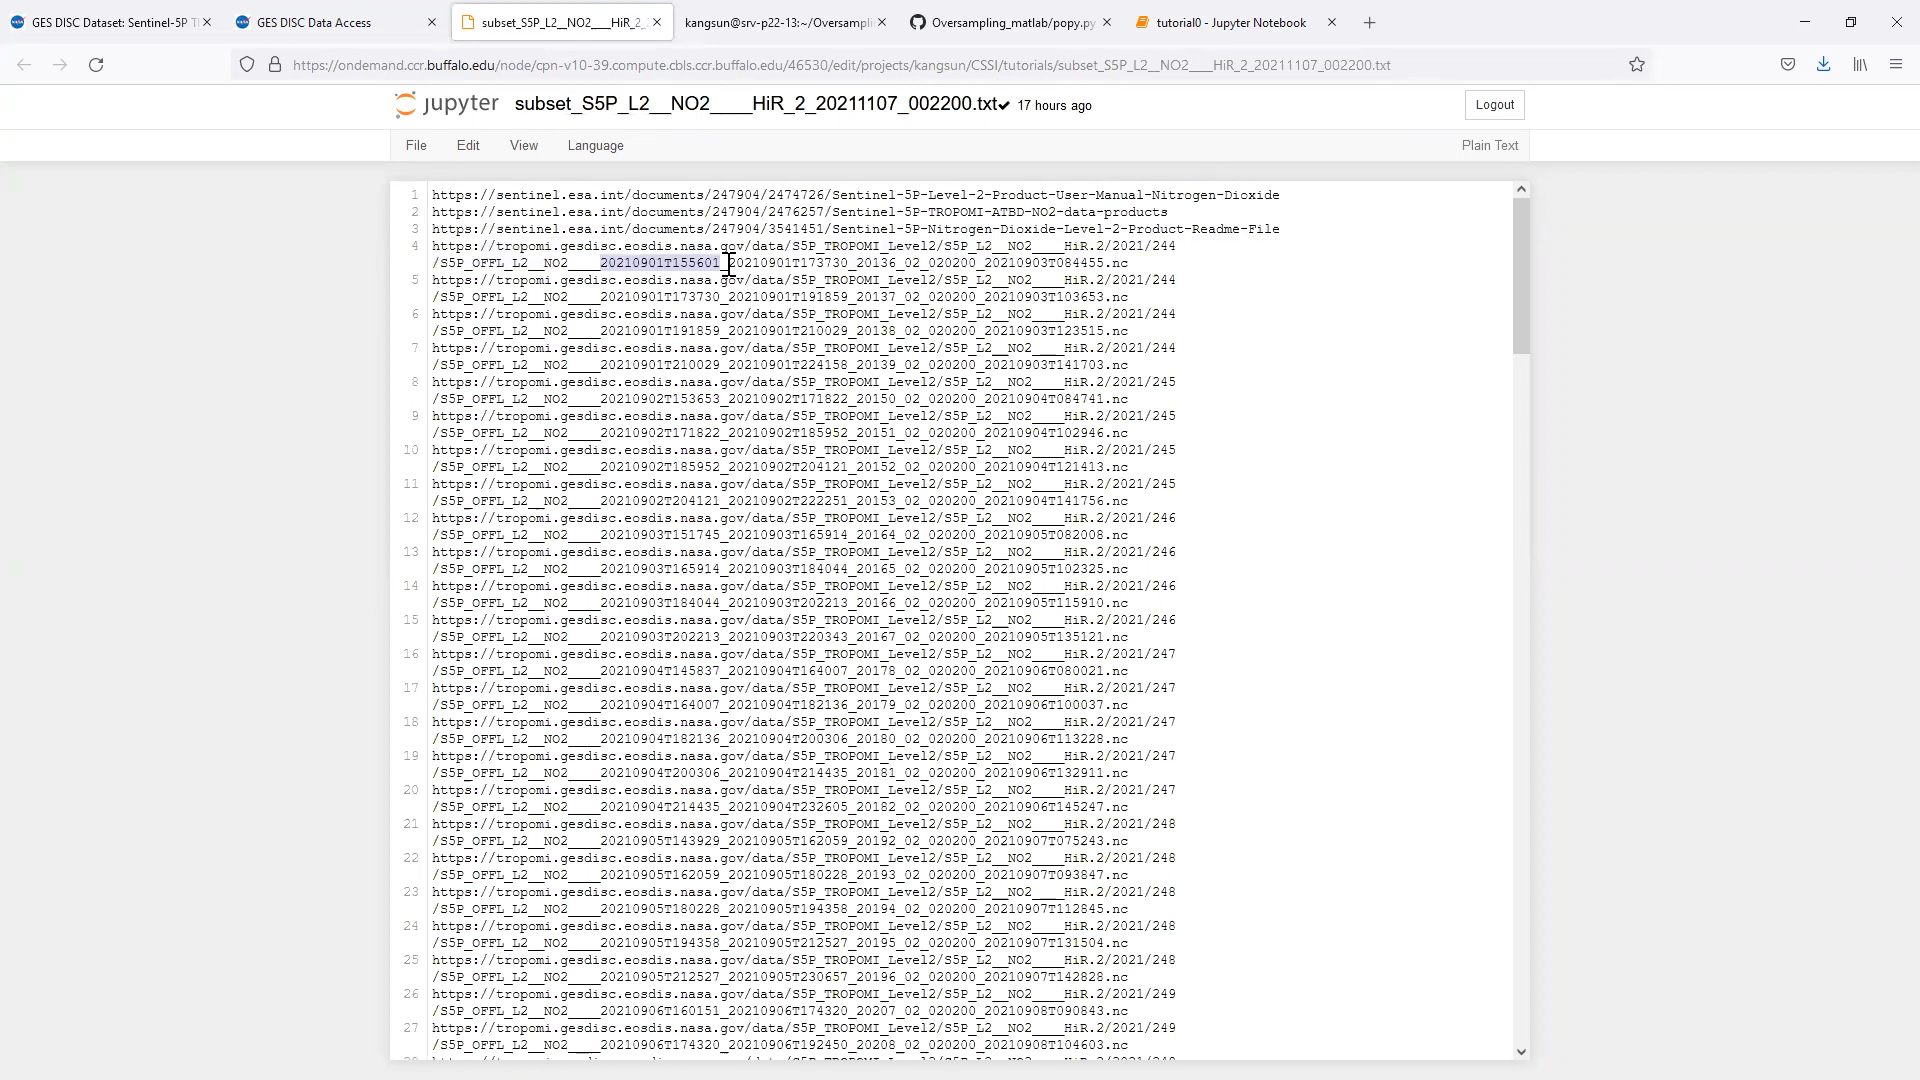 GES DISC Dataset: Sentinel-5P T
GES DISC Data Access
subset_S5P_L2__NO2____HiR_2_
kangsun@srv-p22-13:~/Oversampli
Oversampling_matlab/popy.py
tutorial0 - Jupyter Notebook
https://ondemand.ccr.buffalo.edu/node/cpn-v10-39.compute.cbls.ccr.buffalo.edu/46530/edit/projects/kangsun/CSSI/tutorials/subset_S5P_L2__NO2____HiR_2_20211107_002200.txt
jupyter subset_S5P_L2__NO2____HiR_2_20211107_002200.txt 17 hours ago
Logout
File Edit View Language
Plain Text
1 https://sentinel.esa.int/documents/247904/2474726/Sentinel-5P-Level-2-Product-User-Manual-Nitrogen-Dioxide
2 https://sentinel.esa.int/documents/247904/2476257/Sentinel-5P-TROPOMI-ATBD-NO2-data-products
3 https://sentinel.esa.int/documents/247904/3541451/Sentinel-5P-Nitrogen-Dioxide-Level-2-Product-Readme-File
4 https://tropomi.gesdisc.eosdis.nasa.gov/data/S5P_TROPOMI_Level2/S5P_L2__NO2____HiR.2/2021/244
/S5P_OFFL_L2__NO2____20210901T155601_20210901T173730_20136_02_020200_20210903T084455.nc
5 https://tropomi.gesdisc.eosdis.nasa.gov/data/S5P_TROPOMI_Level2/S5P_L2__NO2____HiR.2/2021/244
/S5P_OFFL_L2__NO2____20210901T173730_20210901T191859_20137_02_020200_20210903T103653.nc
6 https://tropomi.gesdisc.eosdis.nasa.gov/data/S5P_TROPOMI_Level2/S5P_L2__NO2____HiR.2/2021/244
/S5P_OFFL_L2__NO2____20210901T191859_20210901T210029_20138_02_020200_20210903T123515.nc
7 https://tropomi.gesdisc.eosdis.nasa.gov/data/S5P_TROPOMI_Level2/S5P_L2__NO2____HiR.2/2021/244
/S5P_OFFL_L2__NO2____20210901T210029_20210901T224158_20139_02_020200_20210903T141703.nc
8 https://tropomi.gesdisc.eosdis.nasa.gov/data/S5P_TROPOMI_Level2/S5P_L2__NO2____HiR.2/2021/245
/S5P_OFFL_L2__NO2____20210902T153653_20210902T171822_20150_02_020200_20210904T084741.nc
9 https://tropomi.gesdisc.eosdis.nasa.gov/data/S5P_TROPOMI_Level2/S5P_L2__NO2____HiR.2/2021/245
/S5P_OFFL_L2__NO2____20210902T171822_20210902T185952_20151_02_020200_20210904T102946.nc
10 https://tropomi.gesdisc.eosdis.nasa.gov/data/S5P_TROPOMI_Level2/S5P_L2__NO2____HiR.2/2021/245
/S5P_OFFL_L2__NO2____20210902T185952_20210902T204121_20152_02_020200_20210904T121413.nc
11 https://tropomi.gesdisc.eosdis.nasa.gov/data/S5P_TROPOMI_Level2/S5P_L2__NO2____HiR.2/2021/245
/S5P_OFFL_L2__NO2____20210902T204121_20210902T222251_20153_02_020200_20210904T141756.nc
12 https://tropomi.gesdisc.eosdis.nasa.gov/data/S5P_TROPOMI_Level2/S5P_L2__NO2____HiR.2/2021/246
/S5P_OFFL_L2__NO2____20210903T151745_20210903T165914_20164_02_020200_20210905T082008.nc
13 https://tropomi.gesdisc.eosdis.nasa.gov/data/S5P_TROPOMI_Level2/S5P_L2__NO2____HiR.2/2021/246
/S5P_OFFL_L2__NO2____20210903T165914_20210903T184044_20165_02_020200_20210905T102325.nc
14 https://tropomi.gesdisc.eosdis.nasa.gov/data/S5P_TROPOMI_Level2/S5P_L2__NO2____HiR.2/2021/246
/S5P_OFFL_L2__NO2____20210903T184044_20210903T202213_20166_02_020200_20210905T115910.nc
15 https://tropomi.gesdisc.eosdis.nasa.gov/data/S5P_TROPOMI_Level2/S5P_L2__NO2____HiR.2/2021/246
/S5P_OFFL_L2__NO2____20210903T202213_20210903T220343_20167_02_020200_20210905T135121.nc
16 https://tropomi.gesdisc.eosdis.nasa.gov/data/S5P_TROPOMI_Level2/S5P_L2__NO2____HiR.2/2021/247
/S5P_OFFL_L2__NO2____20210904T145837_20210904T164007_20178_02_020200_20210906T080021.nc
17 https://tropomi.gesdisc.eosdis.nasa.gov/data/S5P_TROPOMI_Level2/S5P_L2__NO2____HiR.2/2021/247
/S5P_OFFL_L2__NO2____20210904T164007_20210904T182136_20179_02_020200_20210906T100037.nc
18 https://tropomi.gesdisc.eosdis.nasa.gov/data/S5P_TROPOMI_Level2/S5P_L2__NO2____HiR.2/2021/247
/S5P_OFFL_L2__NO2____20210904T182136_20210904T200306_20180_02_020200_20210906T113228.nc
19 https://tropomi.gesdisc.eosdis.nasa.gov/data/S5P_TROPOMI_Level2/S5P_L2__NO2____HiR.2/2021/247
/S5P_OFFL_L2__NO2____20210904T200306_20210904T214435_20181_02_020200_20210906T132911.nc
20 https://tropomi.gesdisc.eosdis.nasa.gov/data/S5P_TROPOMI_Level2/S5P_L2__NO2____HiR.2/2021/247
/S5P_OFFL_L2__NO2____20210904T214435_20210904T232605_20182_02_020200_20210906T145247.nc
21 https://tropomi.gesdisc.eosdis.nasa.gov/data/S5P_TROPOMI_Level2/S5P_L2__NO2____HiR.2/2021/248
/S5P_OFFL_L2__NO2____20210905T143929_20210905T162059_20192_02_020200_20210907T075243.nc
22 https://tropomi.gesdisc.eosdis.nasa.gov/data/S5P_TROPOMI_Level2/S5P_L2__NO2____HiR.2/2021/248
/S5P_OFFL_L2__NO2____20210905T162059_20210905T180228_20193_02_020200_20210907T093847.nc
23 https://tropomi.gesdisc.eosdis.nasa.gov/data/S5P_TROPOMI_Level2/S5P_L2__NO2____HiR.2/2021/248
/S5P_OFFL_L2__NO2____20210905T180228_20210905T194358_20194_02_020200_20210907T112845.nc
24 https://tropomi.gesdisc.eosdis.nasa.gov/data/S5P_TROPOMI_Level2/S5P_L2__NO2____HiR.2/2021/248
/S5P_OFFL_L2__NO2____20210905T194358_20210905T212527_20195_02_020200_20210907T131504.nc
25 https://tropomi.gesdisc.eosdis.nasa.gov/data/S5P_TROPOMI_Level2/S5P_L2__NO2____HiR.2/2021/248
/S5P_OFFL_L2__NO2____20210905T212527_20210905T230657_20196_02_020200_20210907T142828.nc
26 https://tropomi.gesdisc.eosdis.nasa.gov/data/S5P_TROPOMI_Level2/S5P_L2__NO2____HiR.2/2021/249
/S5P_OFFL_L2__NO2____20210906T160151_20210906T174320_20207_02_020200_20210908T090843.nc
27 https://tropomi.gesdisc.eosdis.nasa.gov/data/S5P_TROPOMI_Level2/S5P_L2__NO2____HiR.2/2021/249
/S5P_OFFL_L2__NO2____20210906T174320_20210906T192450_20208_02_020200_20210908T104603.nc